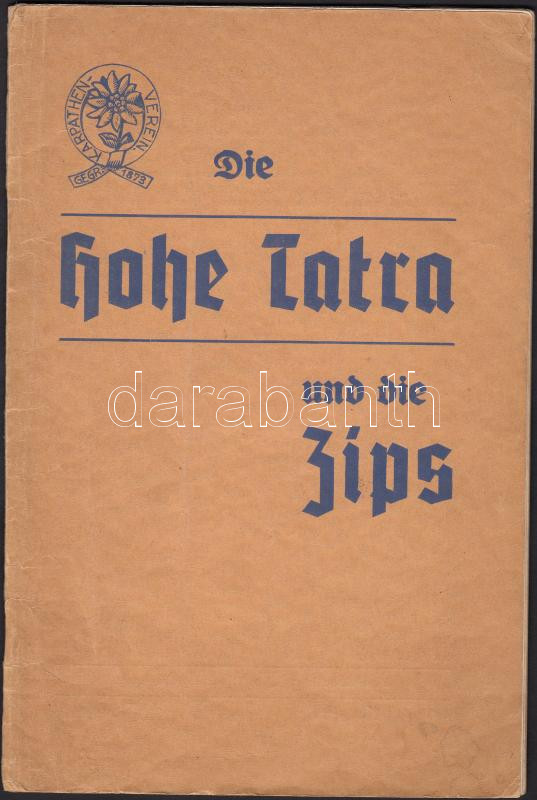 KARPATHEN-VEREIN.
GEGR. 1873
Die
Hohe Tatra
und die
darabanth
Zips